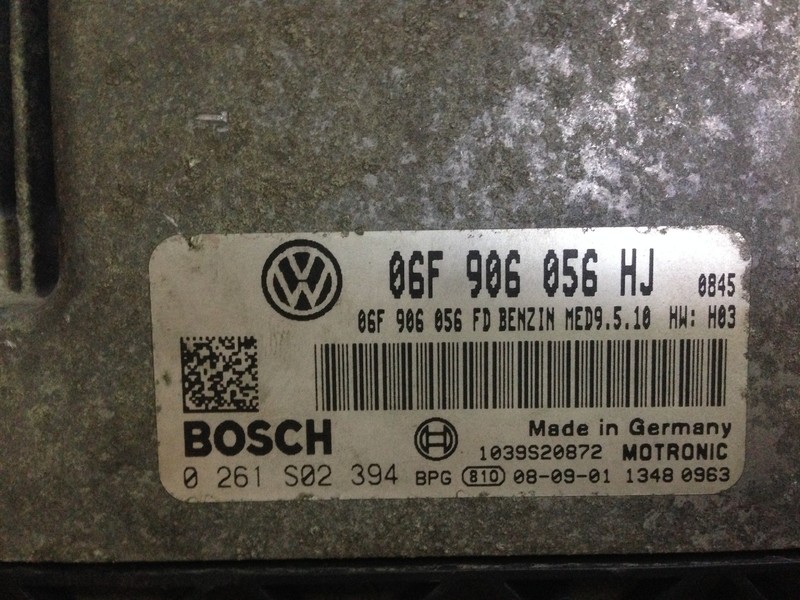 06F 906 056 HJ 0845
06F 906 056 FD BENZIN MED9.5.10 HW: H03
BOSCH
Made in Germany
1039S20872 MOTRONIC
0 261 S02 394 BPG 810 08-09-01 1348 0963